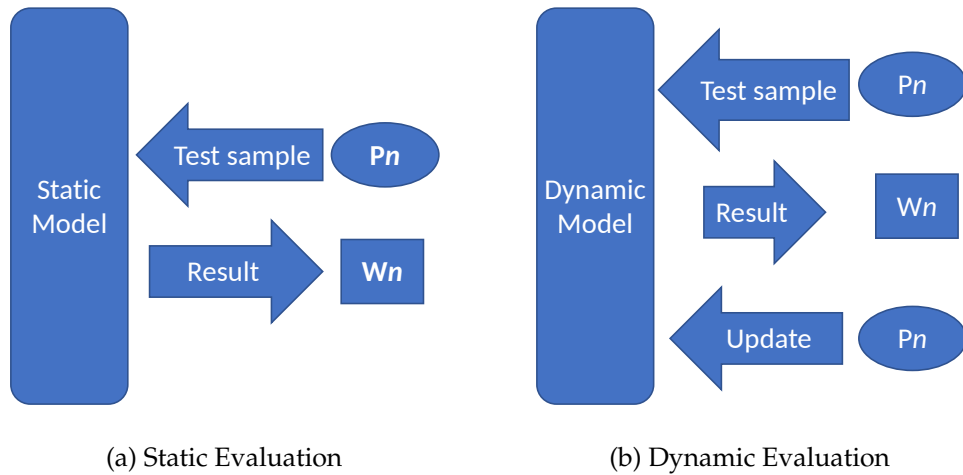 Static
Model
Test sample
Pn
Result
Wn
(a) Static Evaluation
Dynamic
Model
Test sample
Pn
Result
Wn
Update
Pn
(b) Dynamic Evaluation